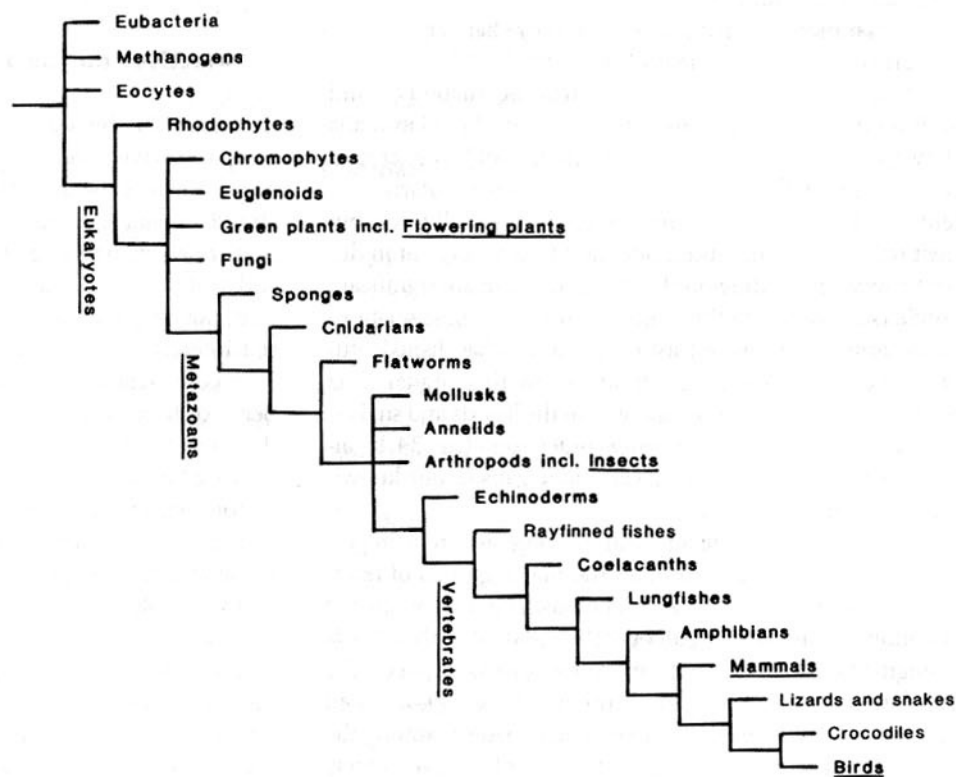 Eubacteria
Methanogens
Eocytes
Rhodophytes
Chromophytes
Euglenoids
Green plants incl. Flowering plants
Fungi
Eukaryotes
Sponges
Cnidarians
Metazoans
Flatworms
Mollusks
Annelids
Arthropods incl. Insects
Echinoderms
Rayfinned fishes
Coelacanths
Vertebrates
Lungfishes
Amphibians
Mammals
Lizards and snakes
Crocodiles
Birds